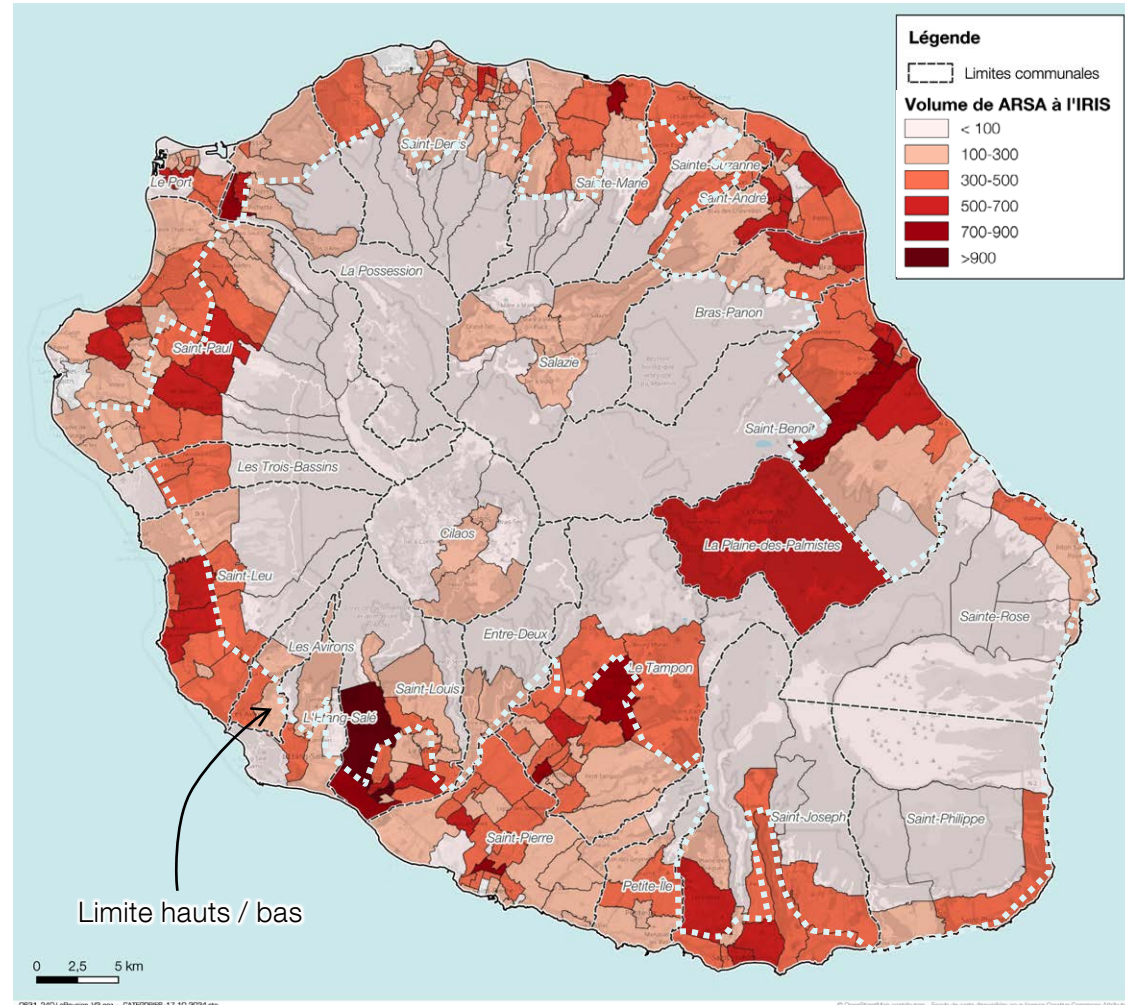 Légende
Limites communales
Volume de ARSA à l'IRIS
< 100
100-300
300-500
500-700
700-900
>900
Saint-Denis
Sainte-Marie
Sainte-Suzanne
Saint-André
Le Port
La Possession
Bras-Panon
Saint-Paul
Salazie
Saint-Benoît
Les Trois-Bassins
Cilaos
La Plaine-des-Palmistes
Saint-Leu
Sainte-Rose
Entre-Deux
Les Avirons
Le Tampon
Saint-Louis
L'Etang-Salé
Saint-Joseph
Saint-Philippe
Saint-Pierre
Petite-Île
Limite hauts / bas
0 2,5 5 km